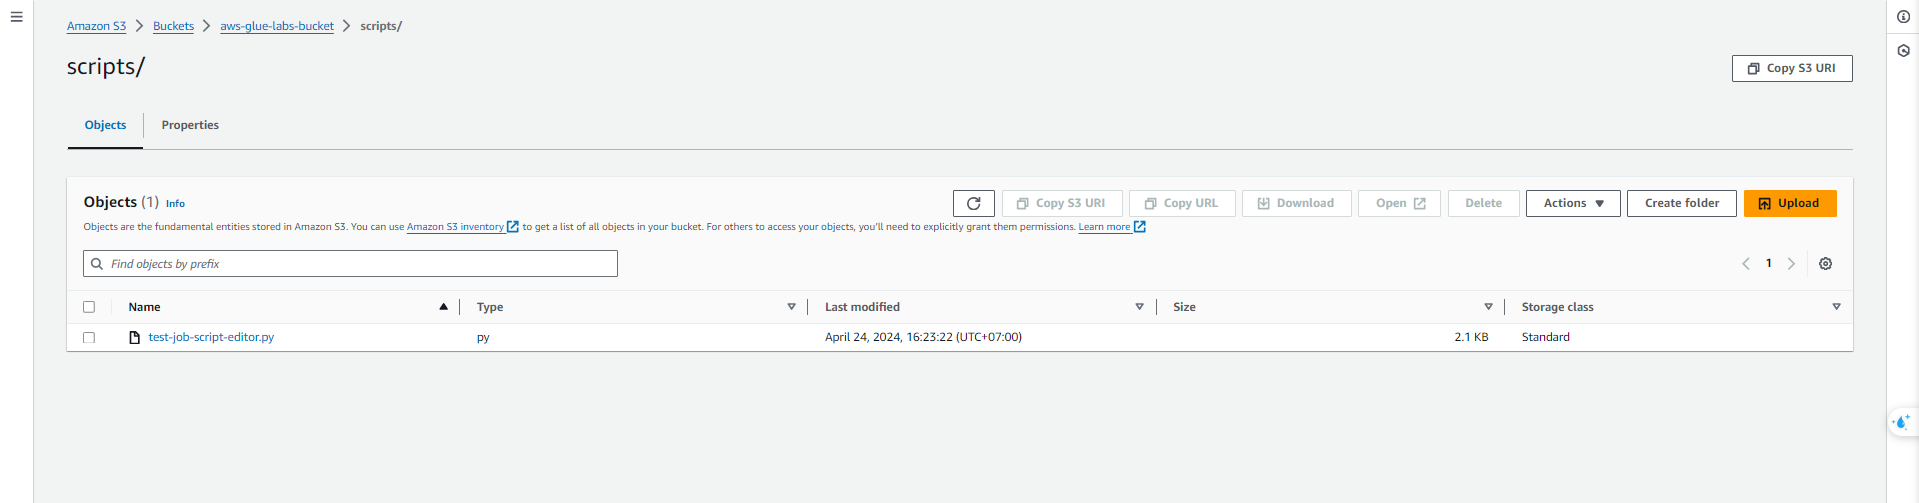 Amazon S3 > Buckets > aws-glue-labs-bucket > scripts/
scripts/
Copy S3 URI
Objects Properties
Objects (1) Info
Copy S3 URI Copy URL Download Open Delete Actions Create folder Upload
Objects are the fundamental entities stored in Amazon S3. You can use Amazon S3 inventory to get a list of all objects in your bucket. For others to access your objects, you'll need to explicitly grant them permissions. Learn more
Find objects by prefix
1
Name Type Last modified Size Storage class
test-job-script-editor.py py April 24, 2024, 16:23:22 (UTC+07:00) 2.1 KB Standard